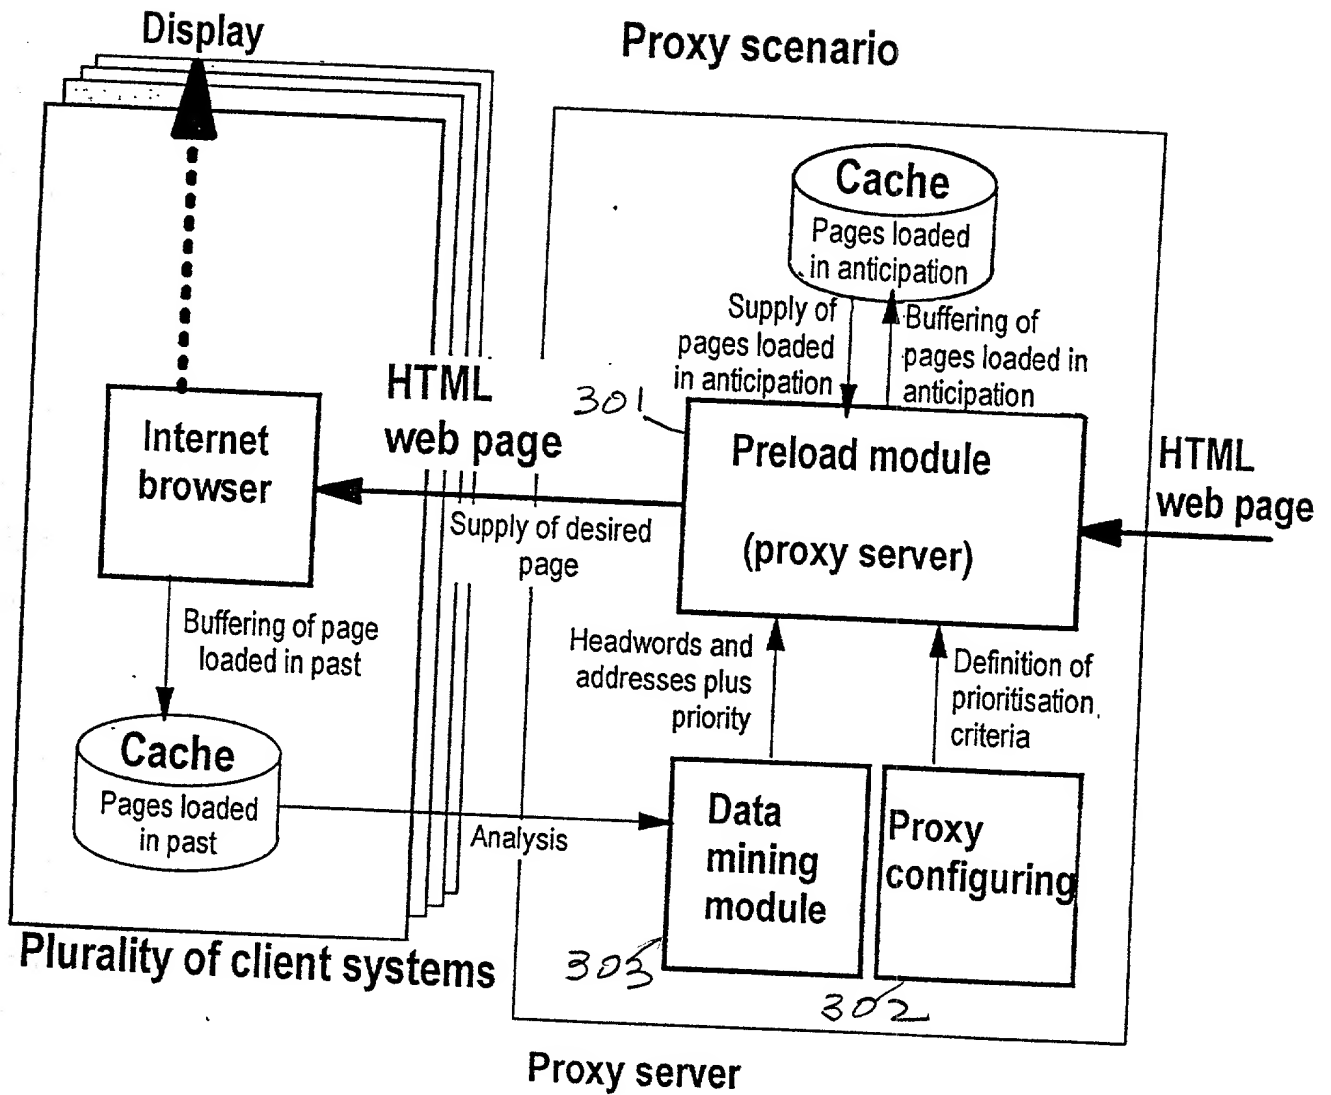 Display
Proxy scenario
Cache
Pages loaded
in anticipation
Supply of
pages loaded
in anticipation
Buffering of
pages loaded in
anticipation
301
HTML
web page
Internet
browser
Preload module
(proxy server)
HTML
web page
Supply of desired
page
Buffering of page
loaded in past
Headwords and
addresses plus
priority
Definition of
prioritisation
criteria
Cache
Pages loaded
in past
Analysis
Data
mining
module
Proxy
configuring
303
302
Plurality of client systems
Proxy server